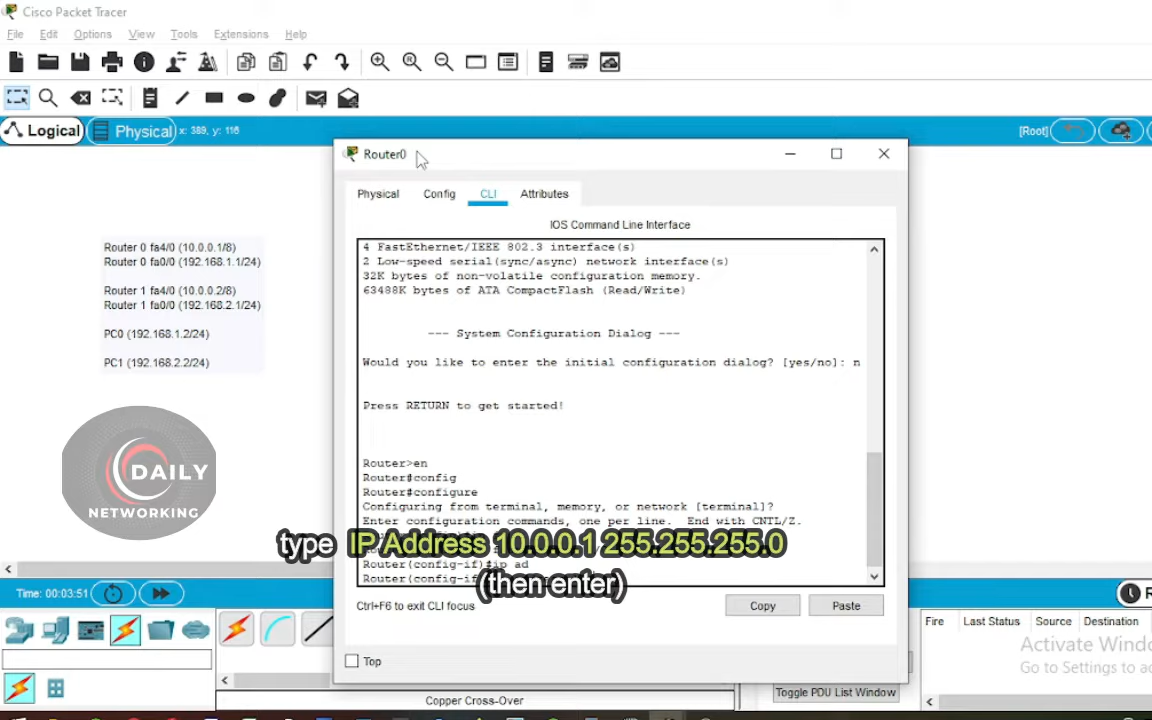 Cisco Packet Tracer
File Edit Options View Tools Extensions Help
Logical Physical x: 389, y: 116 [Root]
Router0
Physical Config CLI Attributes
IOS Command Line Interface
4 FastEthernet/IEEE 802.3 interface(s)
2 Low-speed serial(sync/async) network interface(s)
32K bytes of non-volatile configuration memory.
63488K bytes of ATA CompactFlash (Read/Write)
--- System Configuration Dialog ---
Would you like to enter the initial configuration dialog? [yes/no]: n
Press RETURN to get started!
Router>en
Router#config
Router#configure
Configuring from terminal, memory, or network [terminal]?
Enter configuration commands, one per line. End with CNTL/Z.
Router(config-if)#ip ad
Router(config-if)
type IP Address 10.0.0.1 255.255.255.0
(then enter)
Ctrl+F6 to exit CLI focus
Copy Paste
Top
Router 0 fa4/0 (10.0.0.1/8)
Router 0 fa0/0 (192.168.1.1/24)
Router 1 fa4/0 (10.0.0.2/8)
Router 1 fa0/0 (192.168.2.1/24)
PC0 (192.168.1.2/24)
PC1 (192.168.2.2/24)
DAILY
NETWORKING
Time: 00:03:51
Copper Cross-Over
Toggle PDU List Window
Fire Last Status Source Destination
Activate Windo
Go to Settings to ac